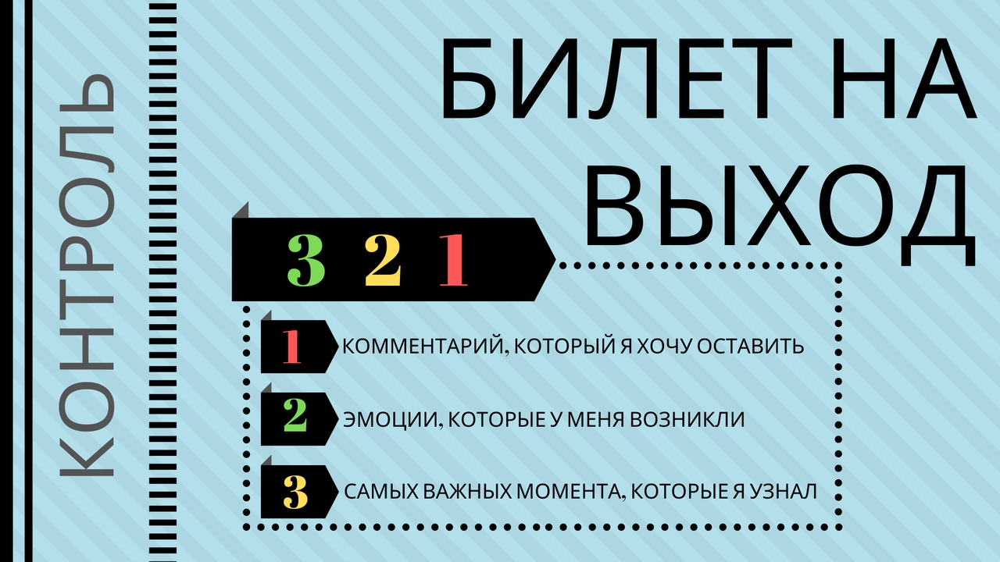 КОНТРОЛЬ
БИЛЕТ НА
ВЫХОД
3 2 1
1 КОММЕНТАРИЙ, КОТОРЫЙ Я ХОЧУ ОСТАВИТЬ
2 ЭМОЦИИ, КОТОРЫЕ У МЕНЯ ВОЗНИКЛИ
3 САМЫХ ВАЖНЫХ МОМЕНТА, КОТОРЫЕ Я УЗНАЛ